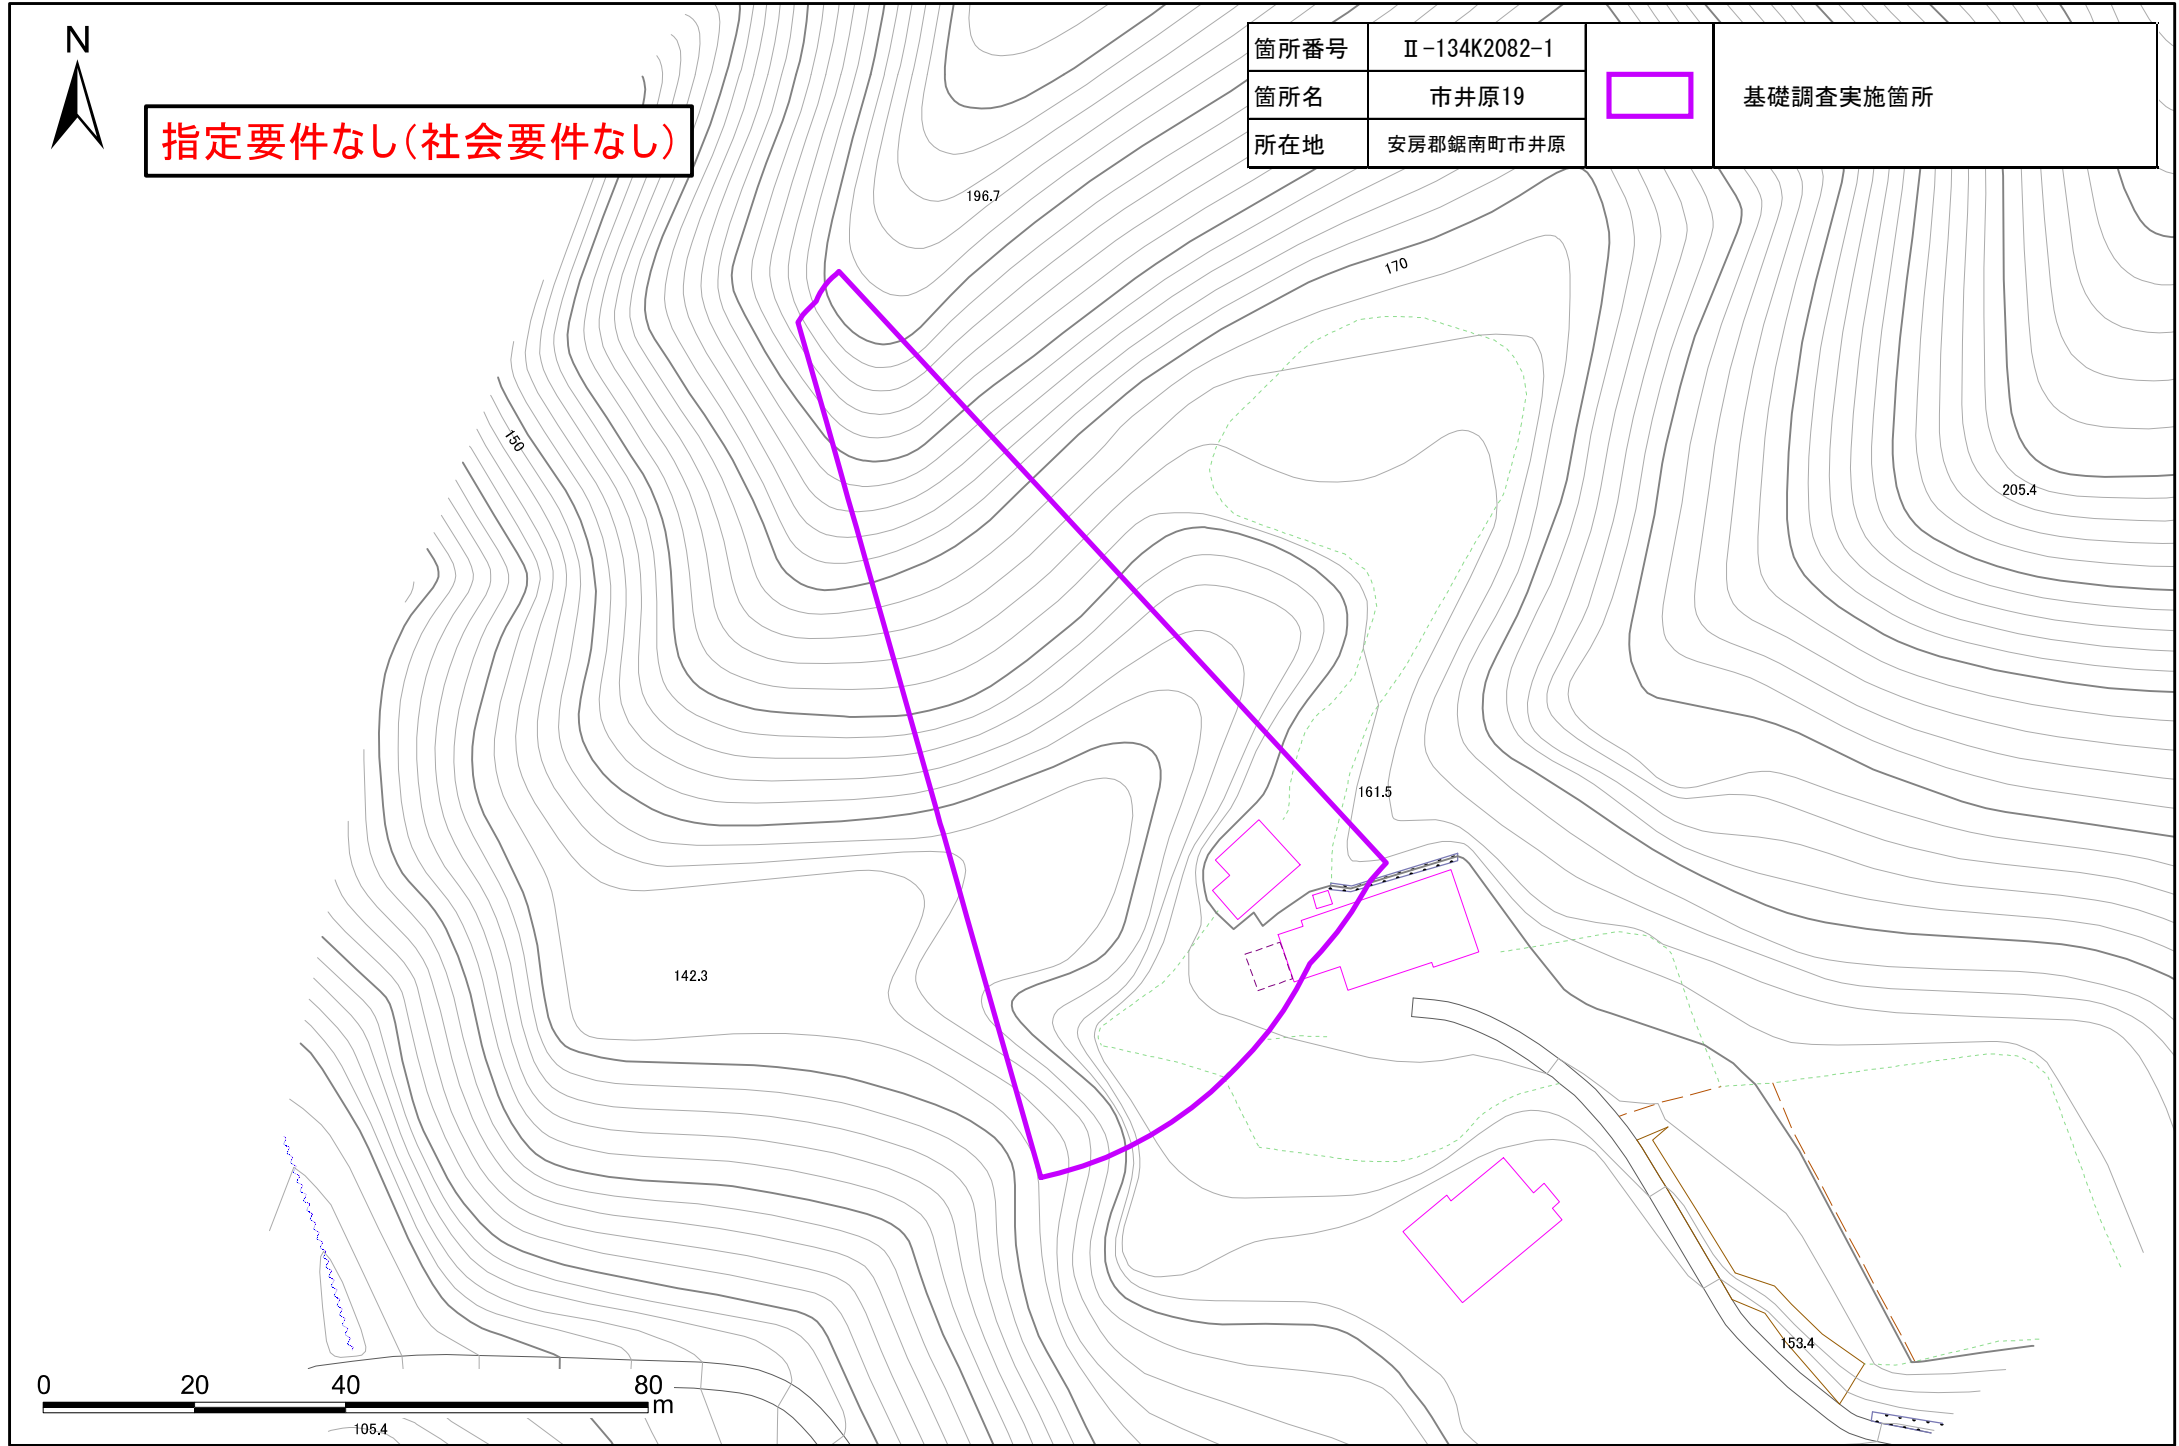 N
指定要件なし(社会要件なし)
箇所番号 Ⅱ-134K2082-1
箇所名 市井原19
所在地 安房郡鋸南町市井原
基礎調査実施箇所
196.7
170
150
205.4
161.5
142.3
153.4
0 20 40 80
m
105.4